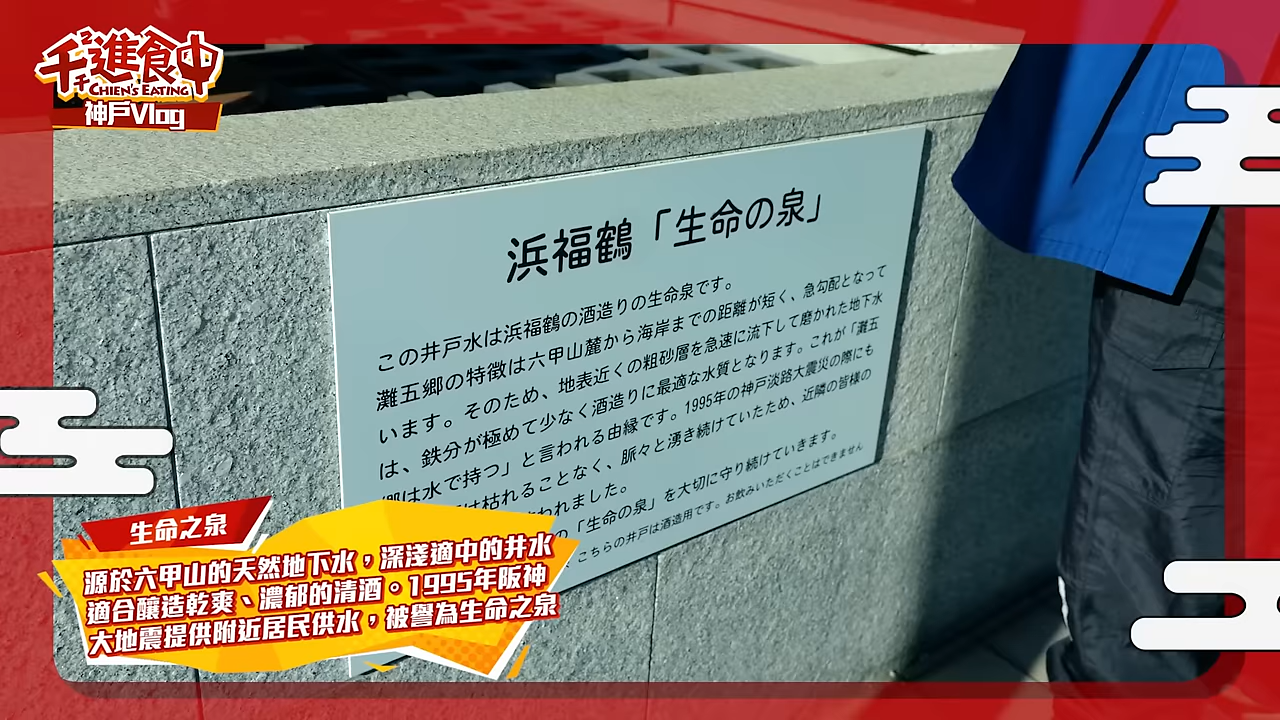 千千進食中
CHIEN'S EATING
神戶Vlog
浜福鶴「生命の泉」
この井戸水は浜福鶴の酒造りの生命泉です。
灘五郷の特徴は六甲山麓から海岸までの距離が短く、急勾配となって
います。そのため、地表近くの粗砂層を急速に流下して磨かれた地下水
は、鉄分が極めて少なく酒造りに最適な水質となります。これが「灘五
郷は水で持つ」と言われる由縁です。1995年の神戸淡路大震災の際にも
は枯れることなく、脈々と湧き続けていたため、近隣の皆様の
われました。
の「生命の泉」を大切に守り続けていきます。
こちらの井戸は酒造用です。お飲みいただくことはできません
生命之泉
源於六甲山的天然地下水，深淺適中的井水
適合釀造乾爽、濃郁的清酒。1995年阪神
大地震提供附近居民供水，被譽為生命之泉